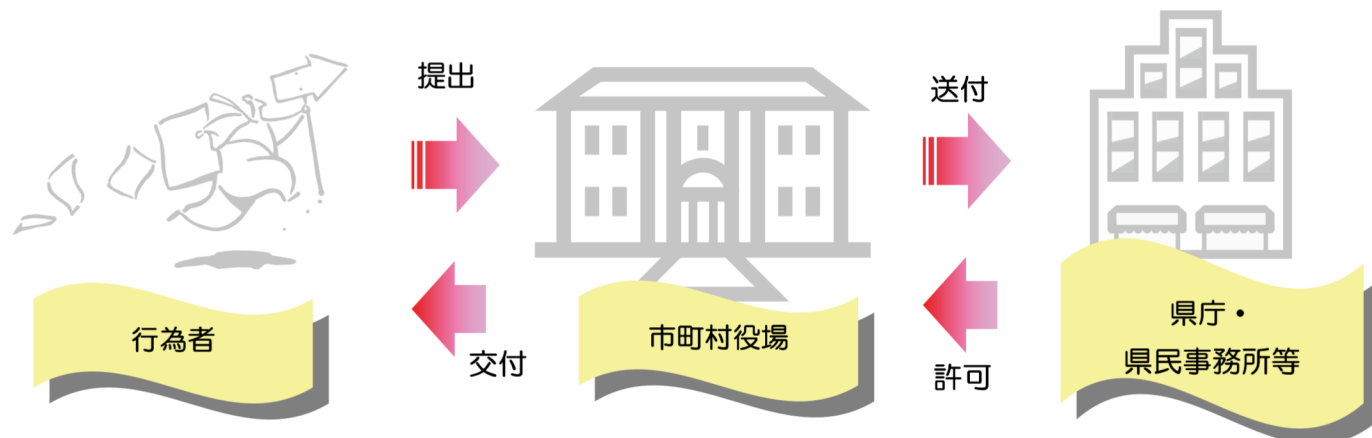 提出
送付
行為者
交付
市町村役場
許可
県庁・
県民事務所等